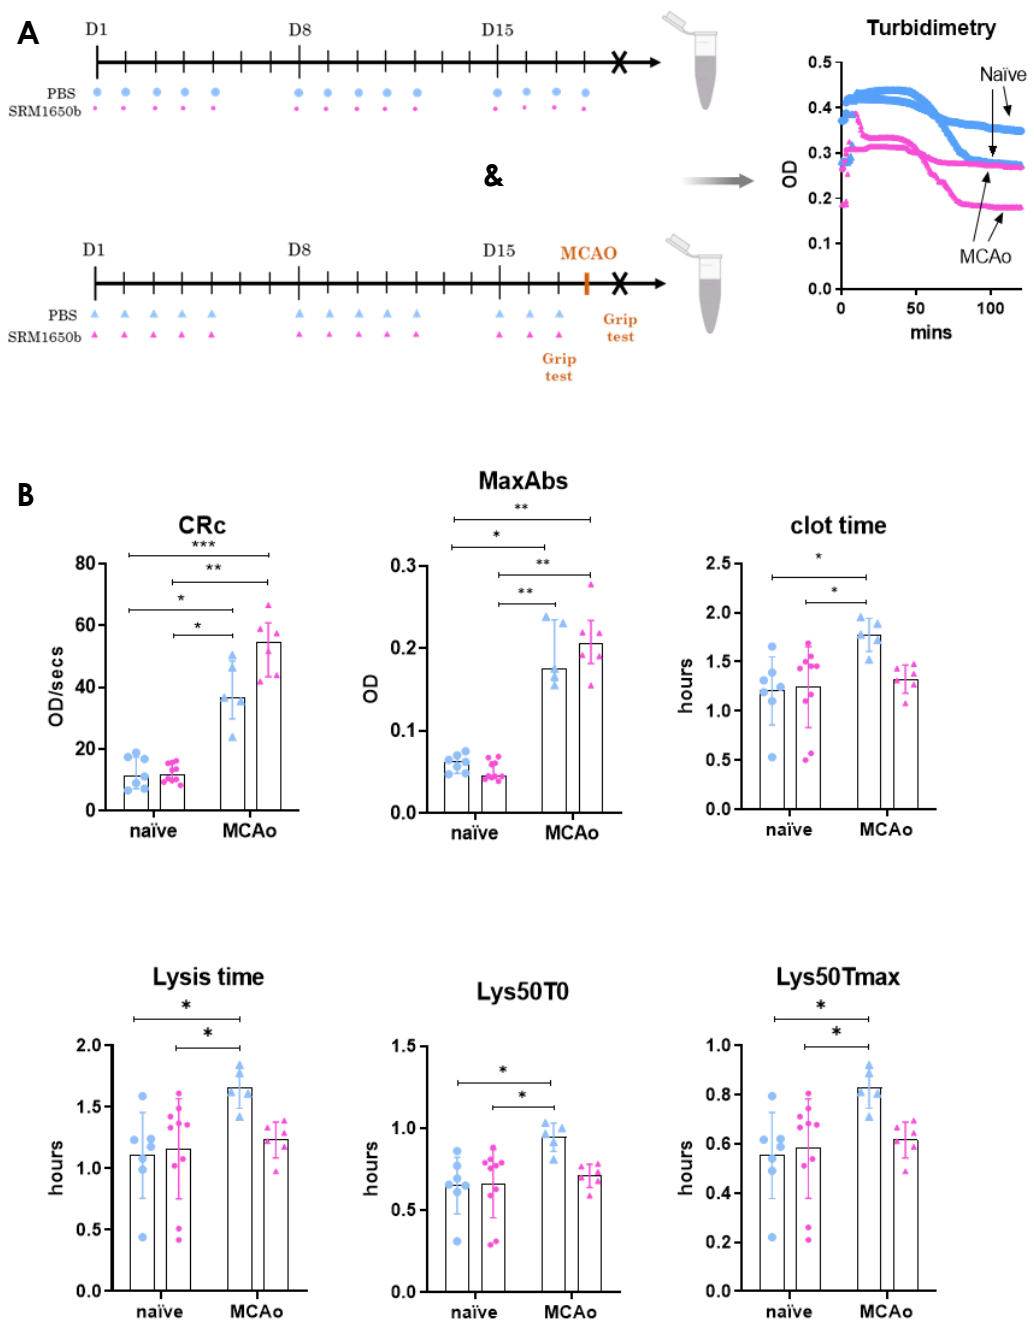 A
D1 D8 D15
PBS
SRM1650b
&
D1 D8 D15 MCAO
PBS
SRM1650b
Grip
test
Grip
test
Turbidimetry
0.5
0.4
0.3
0.2
0.1
0.0
OD
0 50 100
mins
Naïve
MCAo
B
CRc
***
**
*
*
80
60
40
20
0
OD/secs
naïve MCAo
MaxAbs
**
*
**
**
0.3
0.2
0.1
0.0
OD
naïve MCAo
clot time
*
*
2.5
2.0
1.5
1.0
0.5
0.0
hours
naïve MCAo
Lysis time
*
*
2.0
1.5
1.0
0.5
0.0
hours
naïve MCAo
Lys50T0
*
*
1.5
1.0
0.5
0.0
hours
naïve MCAo
Lys50Tmax
*
*
1.0
0.8
0.6
0.4
0.2
0.0
hours
naïve MCAo